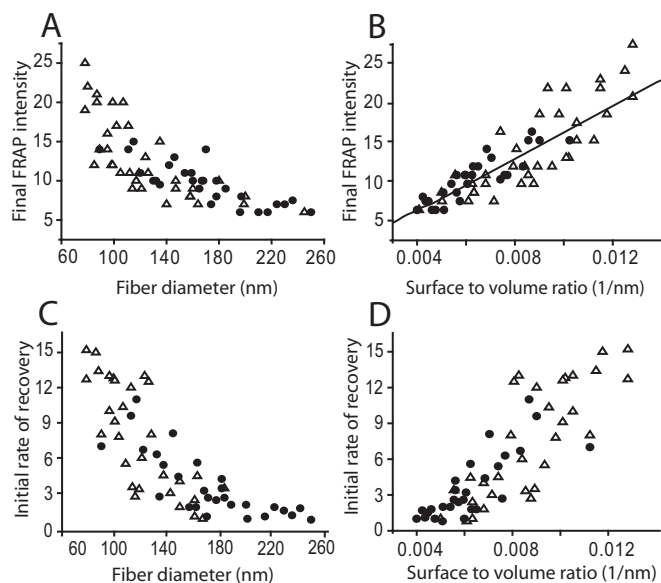 A
Final FRAP intensity
25
20
15
10
5
60 100 140 180 220 260
Fiber diameter (nm)
B
Final FRAP intensity
25
20
15
10
5
0.004 0.008 0.012
Surface to volume ratio (1/nm)
C
Initial rate of recovery
15
12
9
6
3
0
60 100 140 180 220 260
Fiber diameter (nm)
D
Initial rate of recovery
15
12
9
6
3
0
0.004 0.008 0.012
Surface to volume ratio (1/nm)